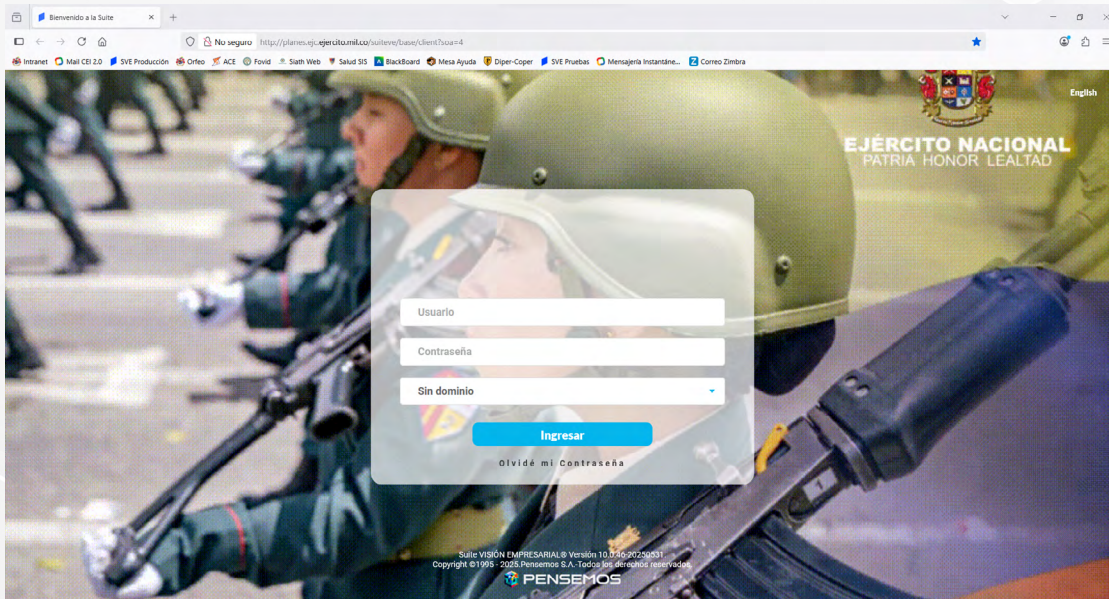 Bienvenido a la Suite
No seguro http://planes.ejc.ejercito.mil.co/suiteve/base/client?soa=4
Intranet Mail CEI 2.0 SVE Producción Orfeo ACE Fovid Siath Web Salud SIS BlackBoard Mesa Ayuda Diper-Coper SVE Pruebas Mensajería Instantáne... Correo Zimbra
English
EJÉRCITO NACIONAL
PATRIA HONOR LEALTAD
Usuario
Contraseña
Sin dominio
Ingresar
Olvidé mi Contraseña
Suite VISIÓN EMPRESARIAL® Versión 10.0.46-20250531
Copyright ©1995 - 2025.Pensemos S.A.-Todos los derechos reservados.
PENSEMOS